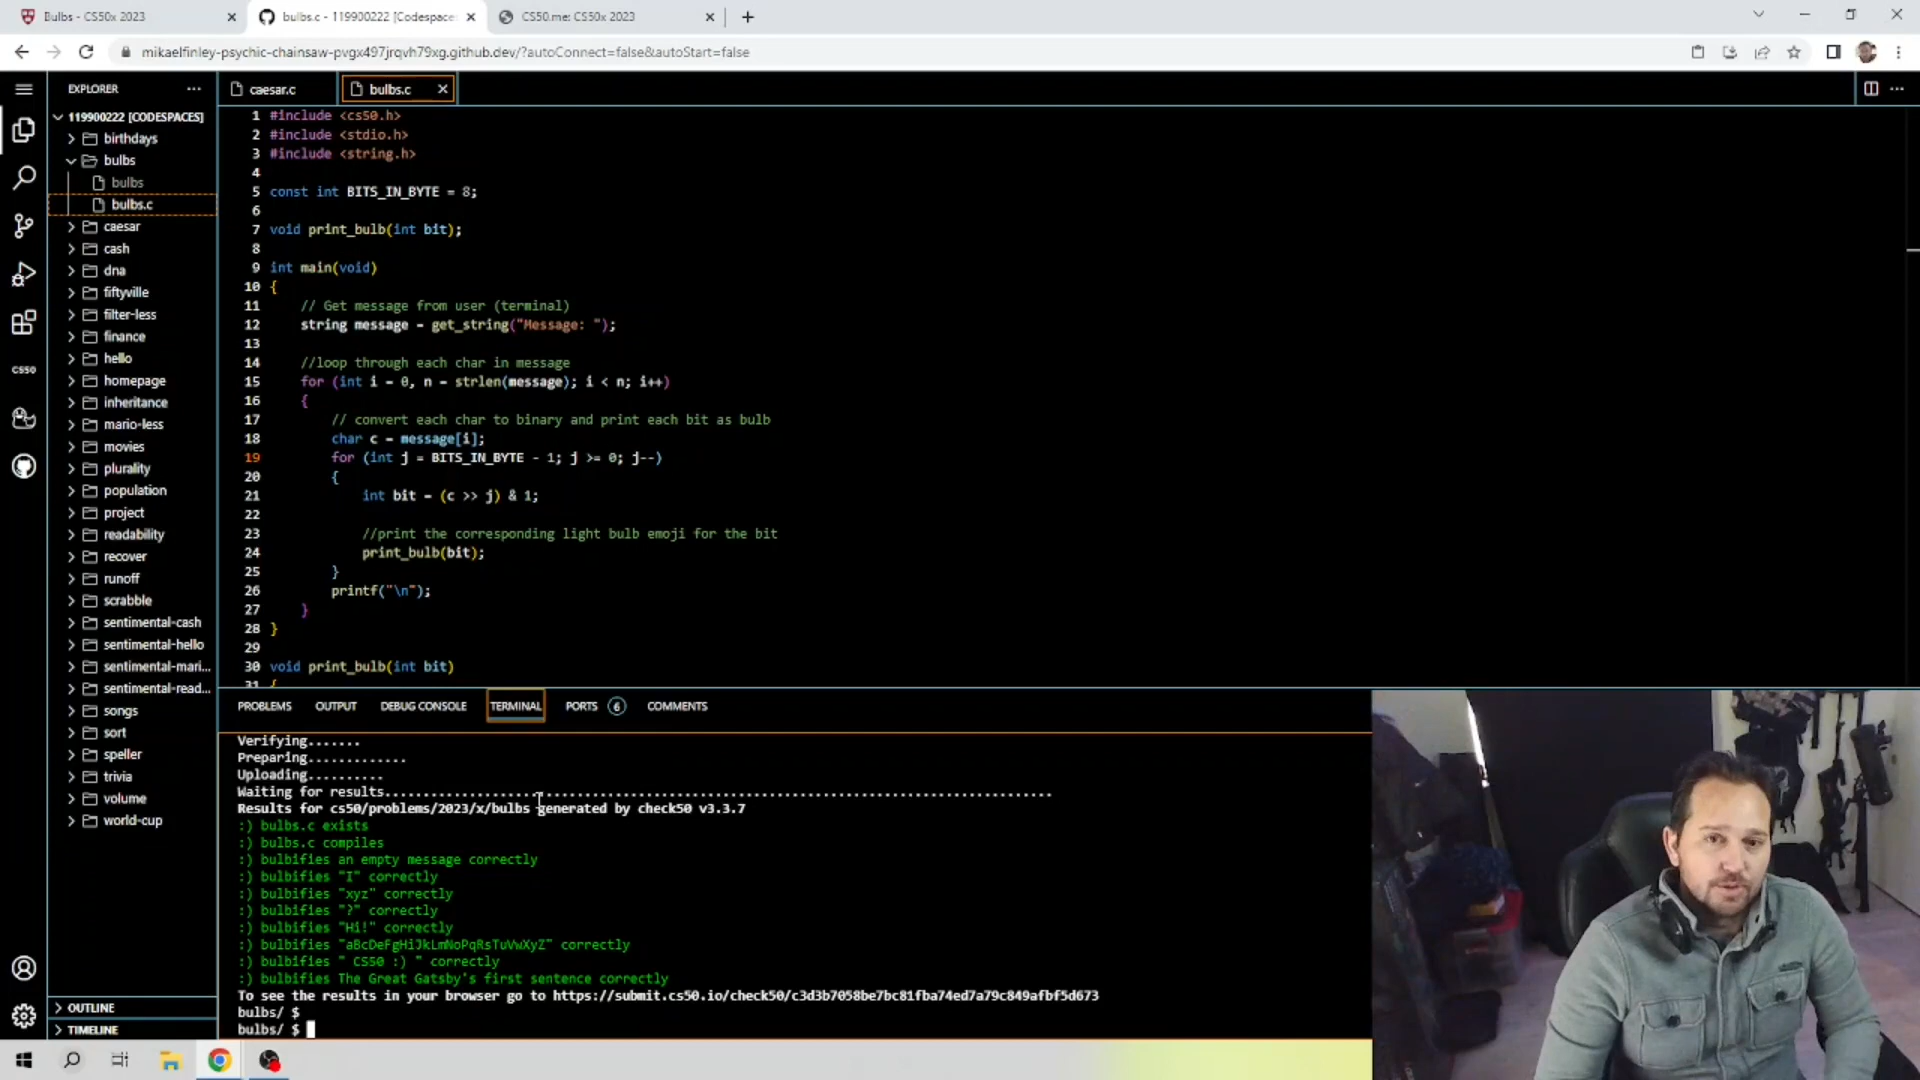 Bulbs - CS50x 2023
bulbs.c - 119900222 [Codespace:
CS50.me: CS50x 2023
mikaelfinley-psychic-chainsaw-pvgx497jrqvh79xg.github.dev/?autoConnect=false&autoStart=false
EXPLORER
119900222 [CODESPACES]
birthdays
bulbs
bulbs
bulbs.c
caesar
cash
dna
fiftyville
filter-less
finance
hello
homepage
inheritance
mario-less
movies
plurality
population
project
readability
recover
runoff
scrabble
sentimental-cash
sentimental-hello
sentimental-mari...
sentimental-read...
songs
sort
speller
trivia
volume
world-cup
OUTLINE
TIMELINE
CS50
caesar.c
bulbs.c
1 #include <cs50.h>
2 #include <stdio.h>
3 #include <string.h>
4
5 const int BITS_IN_BYTE = 8;
6
7 void print_bulb(int bit);
8
9 int main(void)
10 {
11 // Get message from user (terminal)
12 string message = get_string("Message: ");
13
14 //loop through each char in message
15 for (int i = 0, n = strlen(message); i < n; i++)
16 {
17 // convert each char to binary and print each bit as bulb
18 char c = message[i];
19 for (int j = BITS_IN_BYTE - 1; j >= 0; j--)
20 {
21 int bit = (c >> j) & 1;
22
23 //print the corresponding light bulb emoji for the bit
24 print_bulb(bit);
25 }
26 printf("\n");
27 }
28 }
29
30 void print_bulb(int bit)
31 {
PROBLEMS OUTPUT DEBUG CONSOLE TERMINAL PORTS 6 COMMENTS
Verifying.......
Preparing.............
Uploading..........
Waiting for results.......................................................................................
Results for cs50/problems/2023/x/bulbs generated by check50 v3.3.7
:) bulbs.c exists
:) bulbs.c compiles
:) bulbifies an empty message correctly
:) bulbifies "I" correctly
:) bulbifies "xyz" correctly
:) bulbifies "?" correctly
:) bulbifies "Hi!" correctly
:) bulbifies "aBcDeFgHiJkLmNoPqRsTuVwXyZ" correctly
:) bulbifies " CS50 :) " correctly
:) bulbifies The Great Gatsby's first sentence correctly
To see the results in your browser go to https://submit.cs50.io/check50/c3d3b7058be7bc81fba74ed7a79c849afbf5d673
bulbs/ $
bulbs/ $